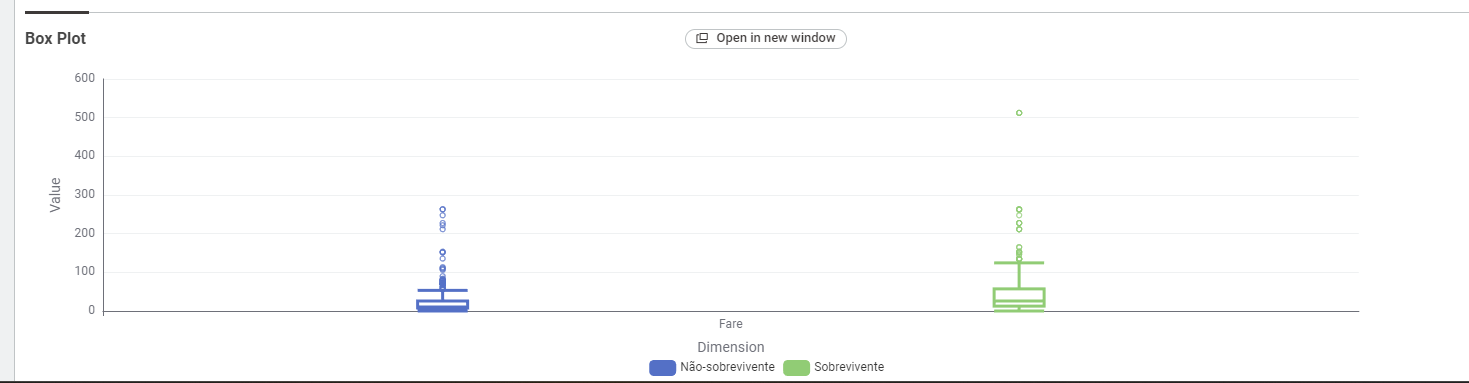 Box Plot
Open in new window
600
500
400
300
200
100
0
Value
Fare
Dimension
Não-sobrevivente Sobrevivente